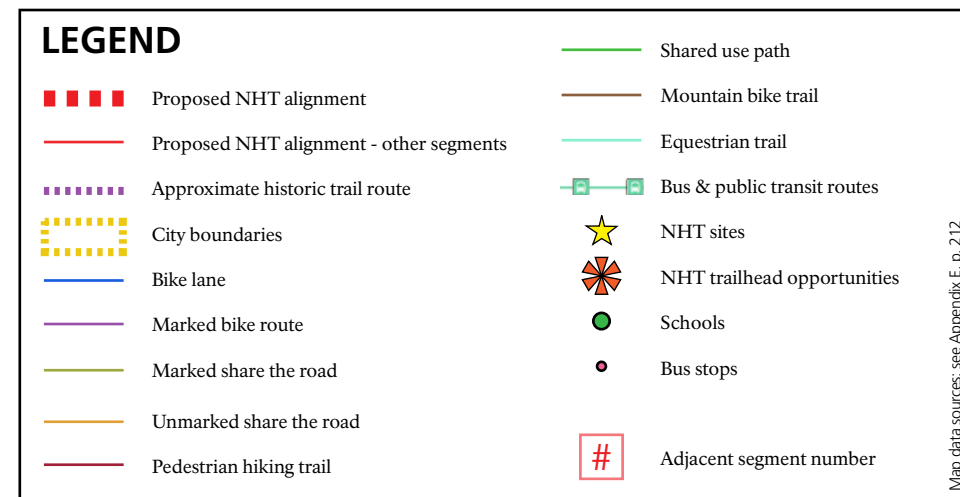 LEGEND
Proposed NHT alignment
Proposed NHT alignment - other segments
Approximate historic trail route
City boundaries
Bike lane
Marked bike route
Marked share the road
Unmarked share the road
Pedestrian hiking trail
Shared use path
Mountain bike trail
Equestrian trail
Bus & public transit routes
NHT sites
NHT trailhead opportunities
Schools
Bus stops
#
Adjacent segment number
Map data sources: see Appendix E, p. 212